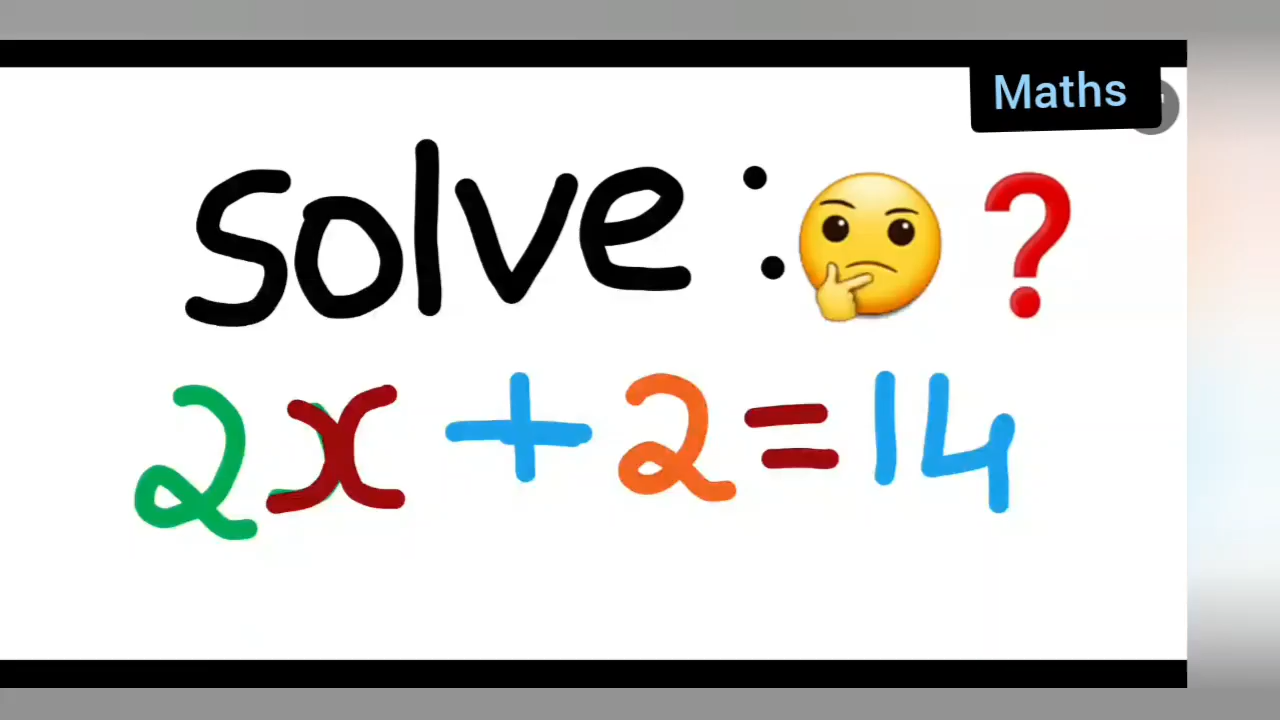 Maths
solve :🤔❓
2x + 2 = 14